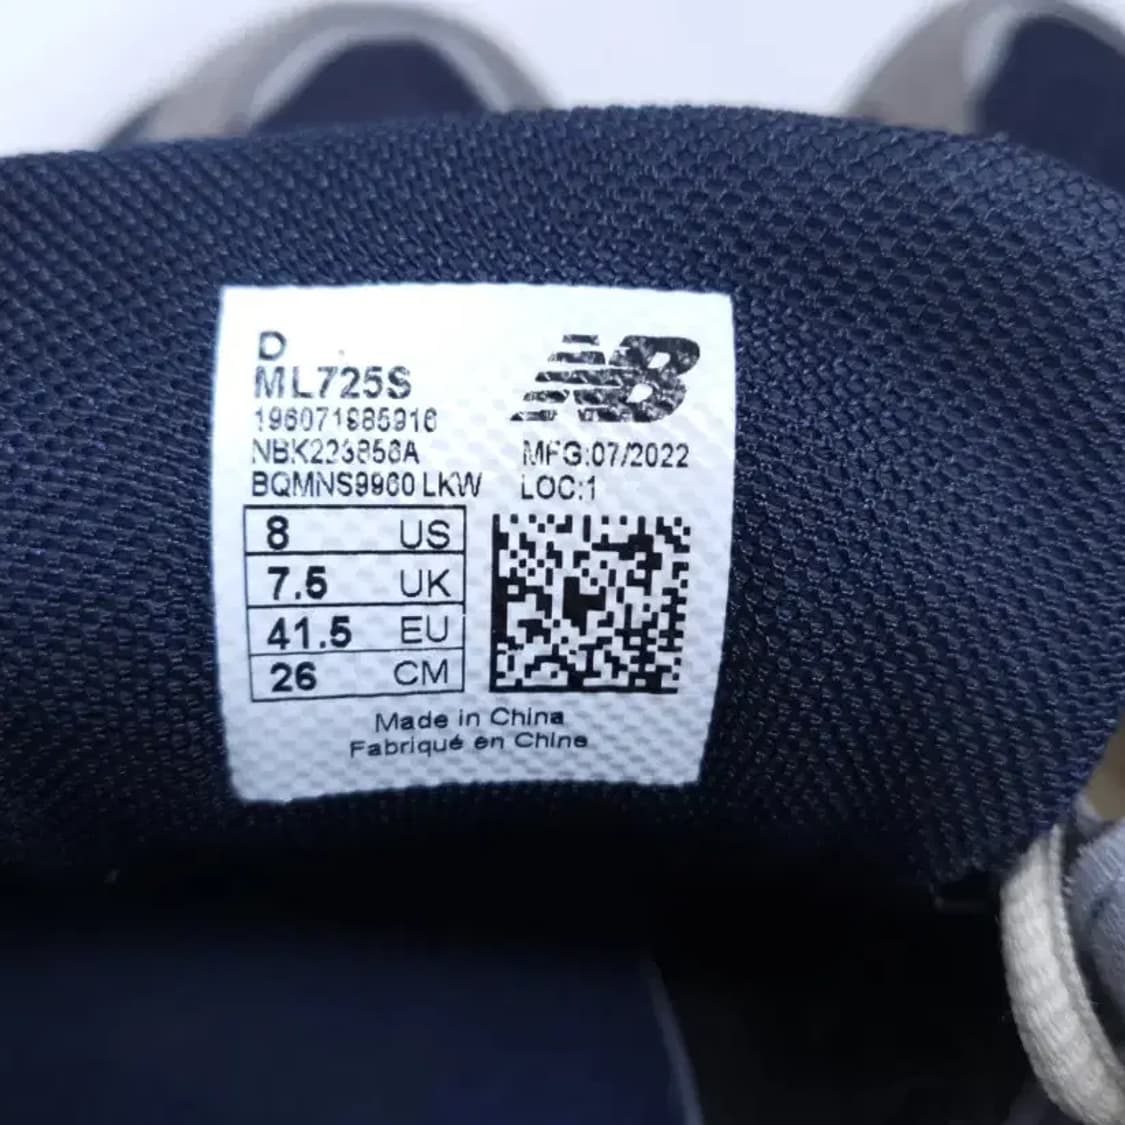 D
ML725S
NB
196071985916
MFG:07/2022
BQMNS9960 LKW
LOC:1
8 US
7.5 UK
41.5 EU
26 CM
Made in China
Fabriqué en Chine